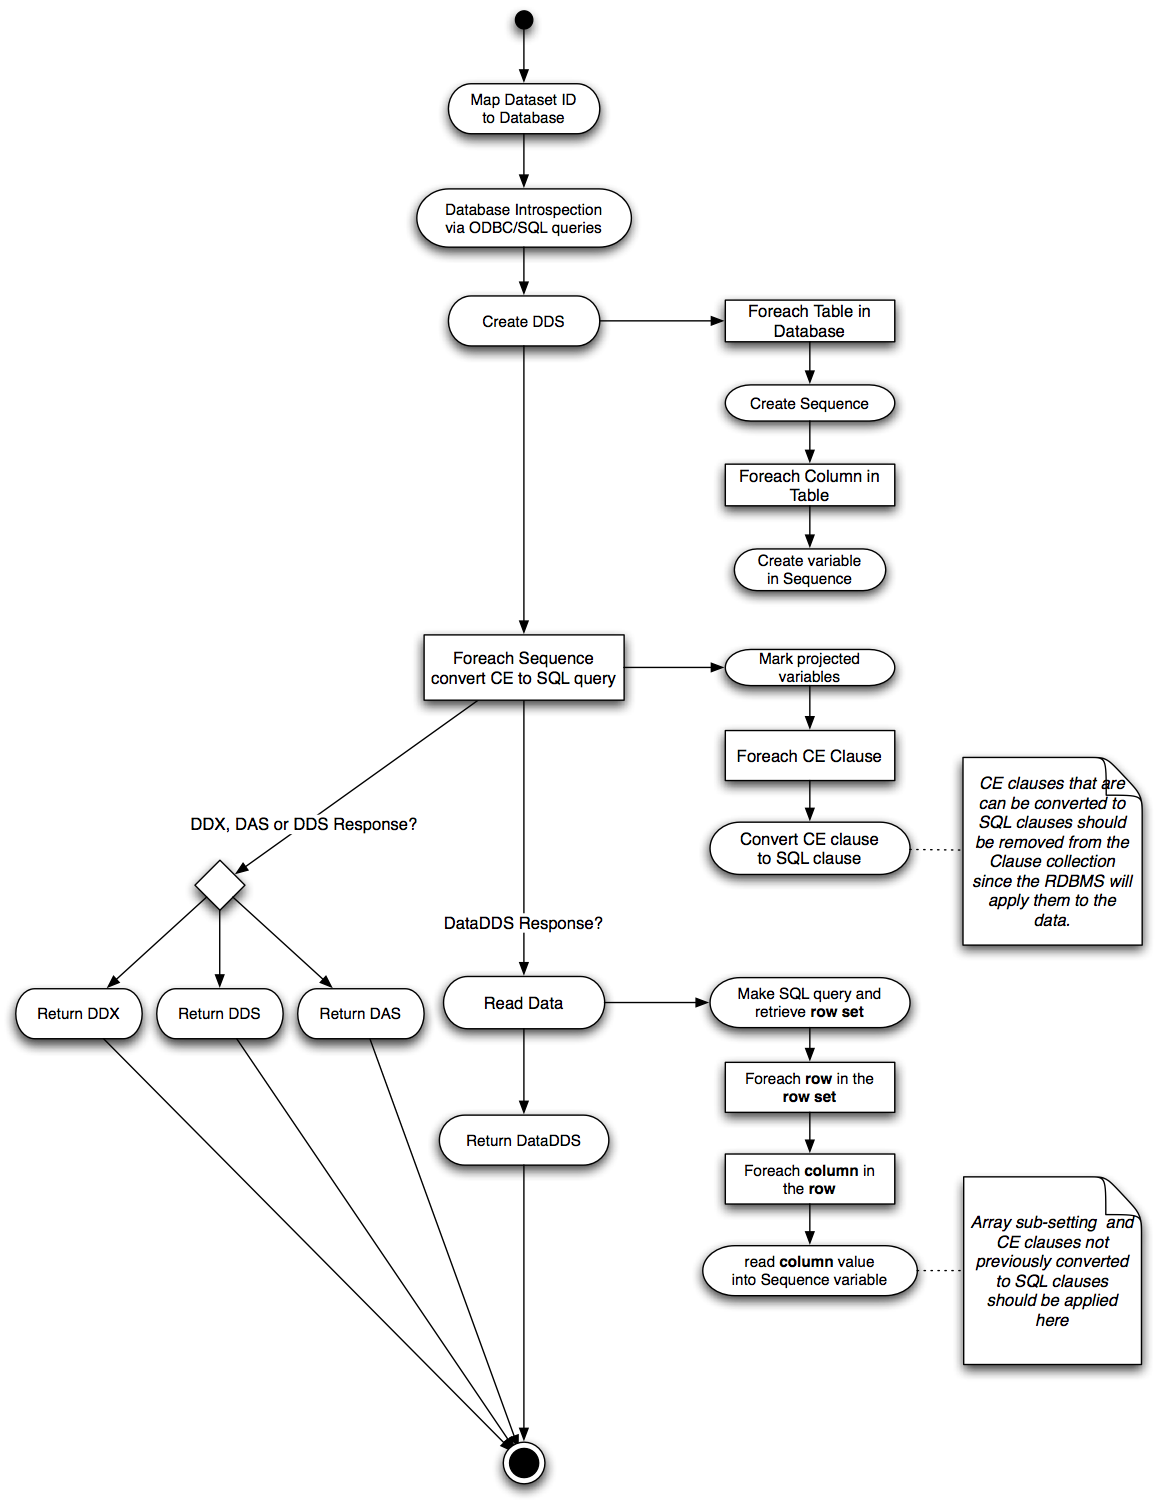 Map Dataset ID
to Database
Database Introspection
via ODBC/SQL queries
Create DDS
Foreach Table in
Database
Create Sequence
Foreach Column in
Table
Create variable
in Sequence
Foreach Sequence
convert CE to SQL query
Mark projected
variables
Foreach CE Clause
Convert CE clause
to SQL clause
CE clauses that are
can be converted to
SQL clauses should
be removed from the
Clause collection
since the RDBMS will
apply them to the
data.
DDX, DAS or DDS Response?
DataDDS Response?
Return DDX
Return DDS
Return DAS
Read Data
Make SQL query and
retrieve row set
Foreach row in the
row set
Return DataDDS
Foreach column in
the row
read column value
into Sequence variable
Array sub-setting and
CE clauses not
previously converted
to SQL clauses
should be applied
here